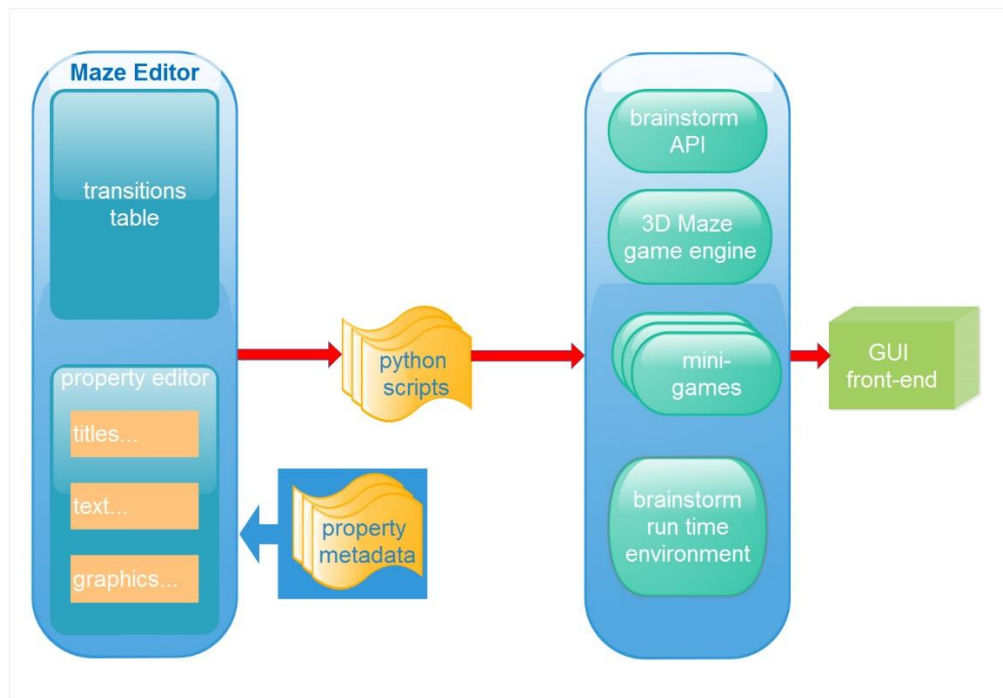 Maze Editor
transitions
table
property editor
titles...
text...
graphics...
python
scripts
property
metadata
brainstorm
API
3D Maze
game engine
mini-
games
brainstorm
run time
environment
GUI
front-end